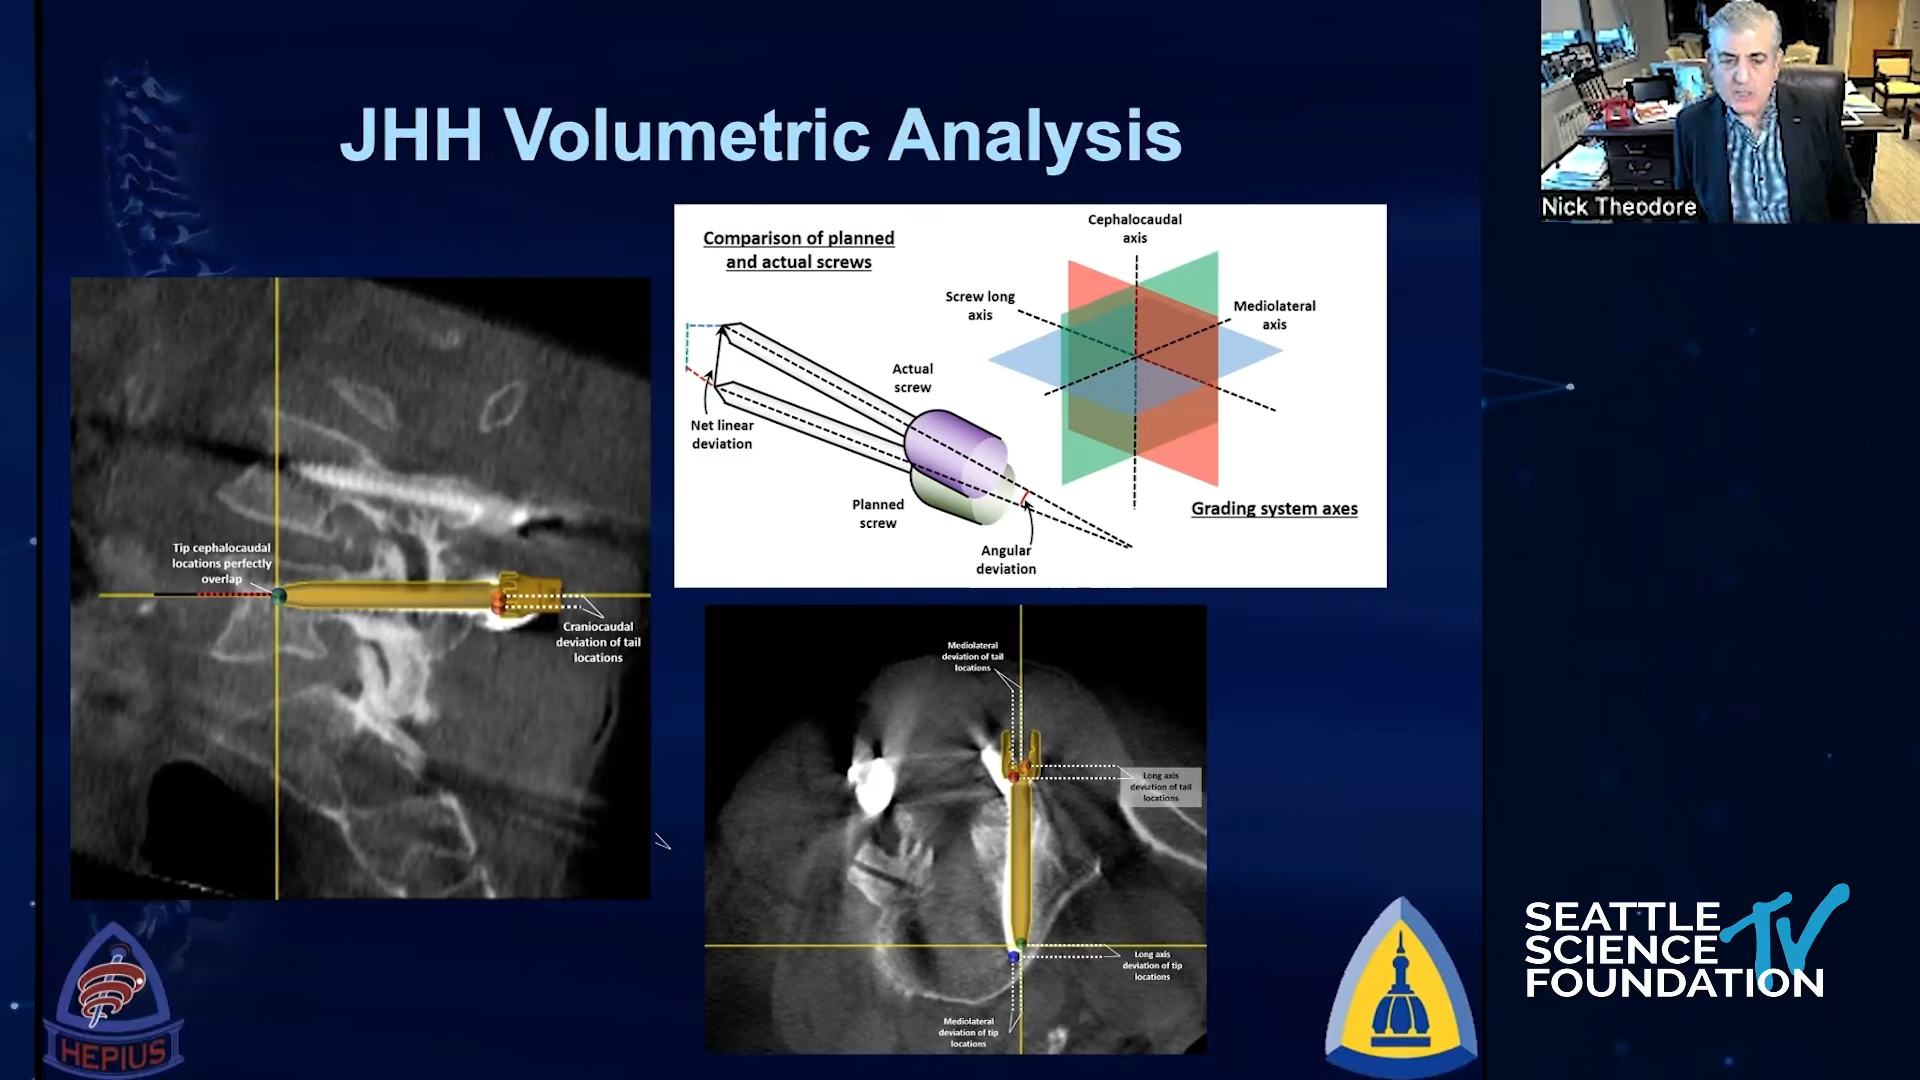 JHH Volumetric Analysis
Nick Theodore
Comparison of planned
and actual screws
Cephalocaudal
axis
Screw long
axis
Mediolateral
axis
Actual
screw
Net linear
deviation
Planned
screw
Angular
deviation
Grading system axes
Tip cephalocaudal
locations perfectly
overlap
Craniocaudal
deviation of tail
locations
Mediolateral
deviation of tail
locations
Long axis
deviation of tail
locations
Long axis
deviation of tip
locations
Mediolateral
deviation of tip
locations
HEPIUS
SEATTLE
SCIENCE
FOUNDATION
TV